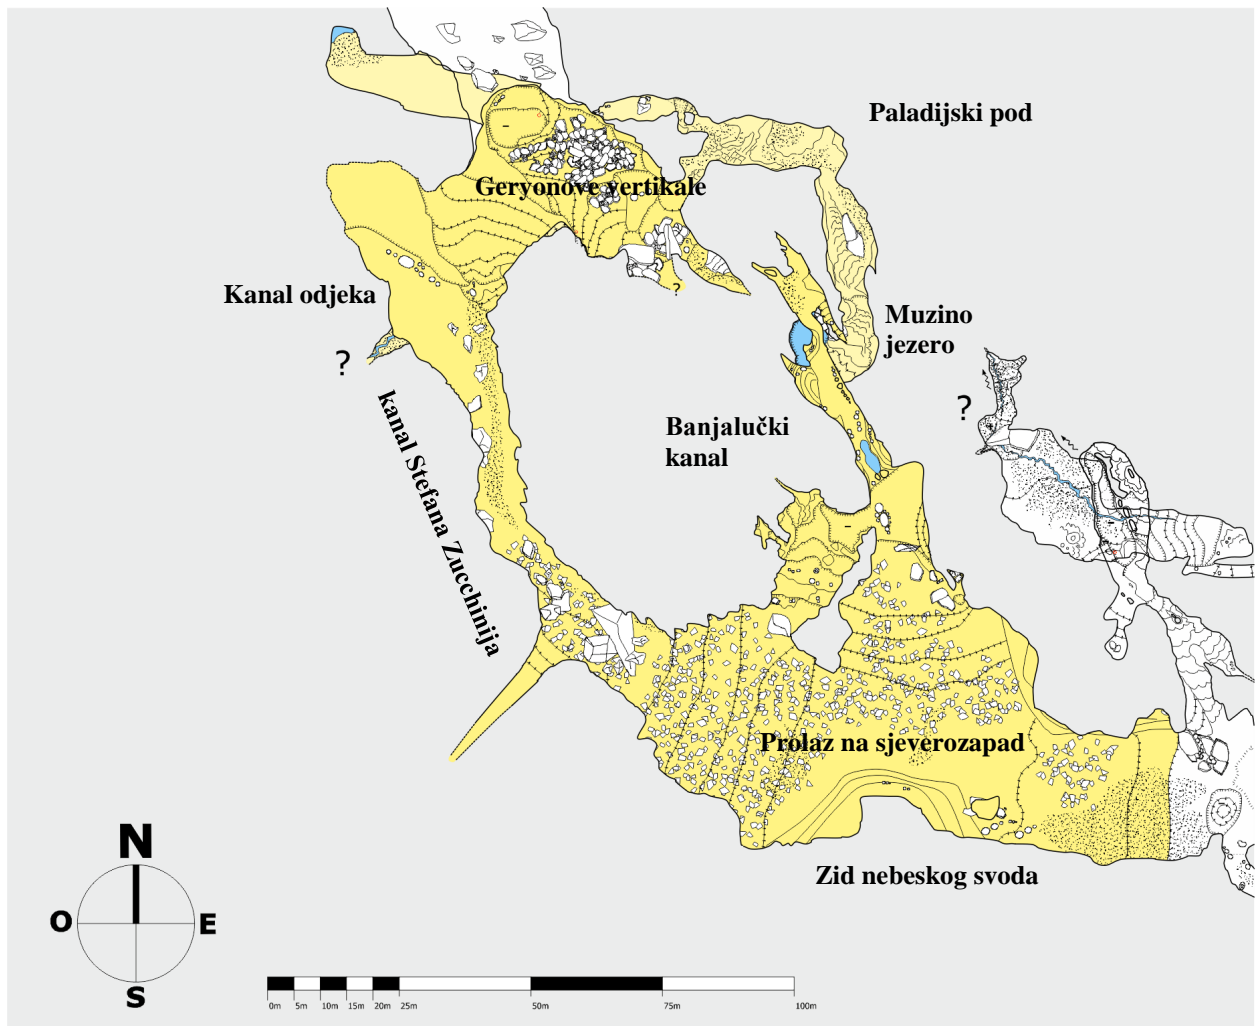 Paladijski pod
Geryonove vertikale
?
Kanal odjeka
Muzino
jezero
?
?
kanal Stefana Zucchinija
Banjalučki
kanal
Prolaz na sjeverozapad
Zid nebeskog svoda
N
O
E
S
0m
5m
10m
15m
20m
25m
50m
75m
100m